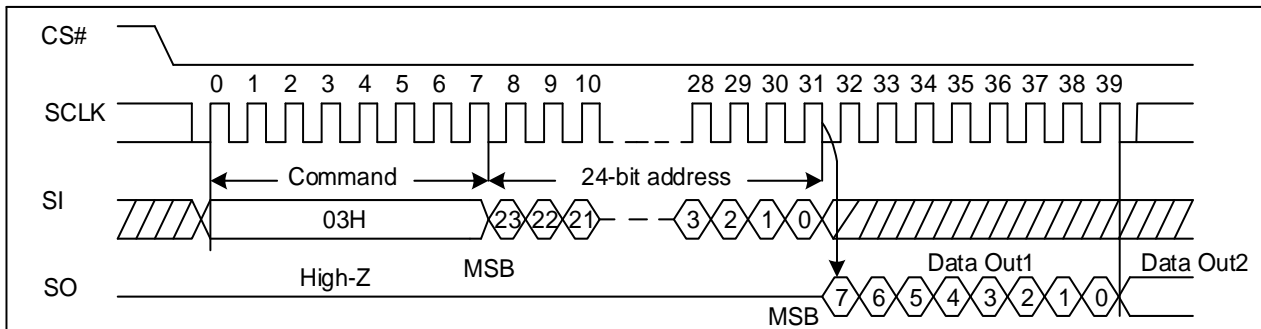 CS#
0 1 2 3 4 5 6 7 8 9 10 28 29 30 31 32 33 34 35 36 37 38 39
SCLK
Command 24-bit address
SI
03H 23 22 21 3 2 1 0
High-Z MSB Data Out1 Data Out2
SO
7 6 5 4 3 2 1 0
MSB